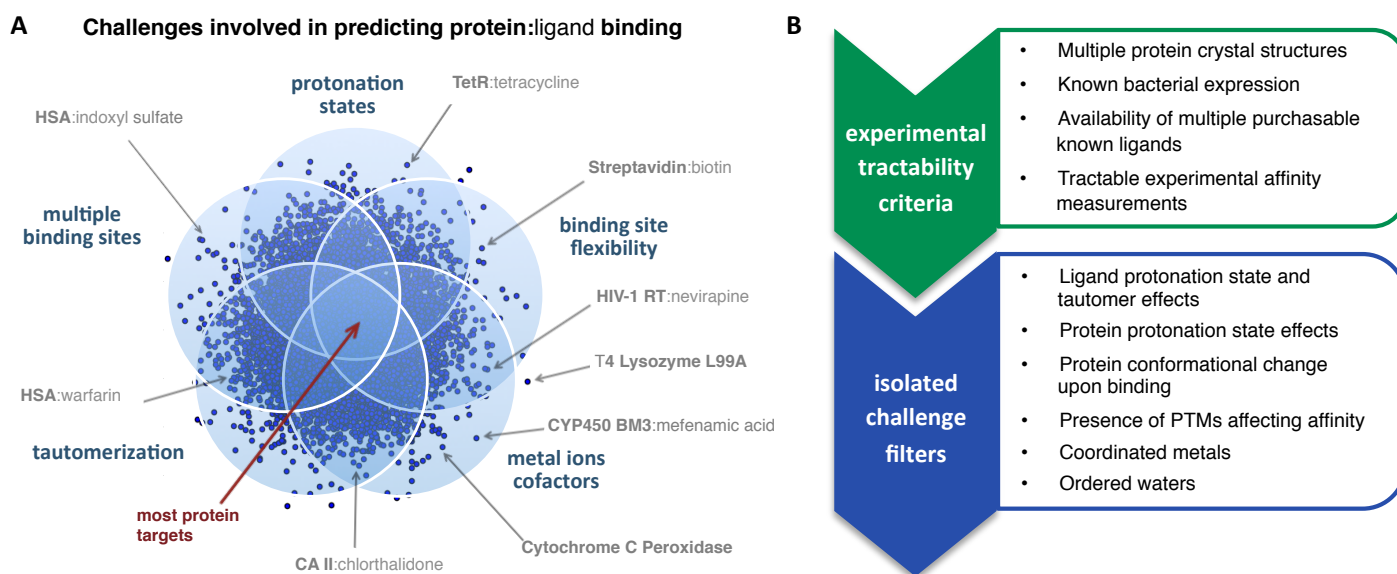 A
Challenges involved in predicting protein:ligand binding
protonation
states
TetR:tetracycline
HSA:indoxyl sulfate
Streptavidin:biotin
multiple
binding sites
binding site
flexibility
HIV-1 RT:nevirapine
T4 Lysozyme L99A
HSA:warfarin
CYP450 BM3:mefenamic acid
tautomerization
metal ions
cofactors
most protein
targets
Cytochrome C Peroxidase
CA II:chlorthalidone
B
experimental
tractability
criteria
• Multiple protein crystal structures
• Known bacterial expression
• Availability of multiple purchasable
known ligands
• Tractable experimental affinity
measurements
isolated
challenge
filters
• Ligand protonation state and
tautomer effects
• Protein protonation state effects
• Protein conformational change
upon binding
• Presence of PTMs affecting affinity
• Coordinated metals
• Ordered waters